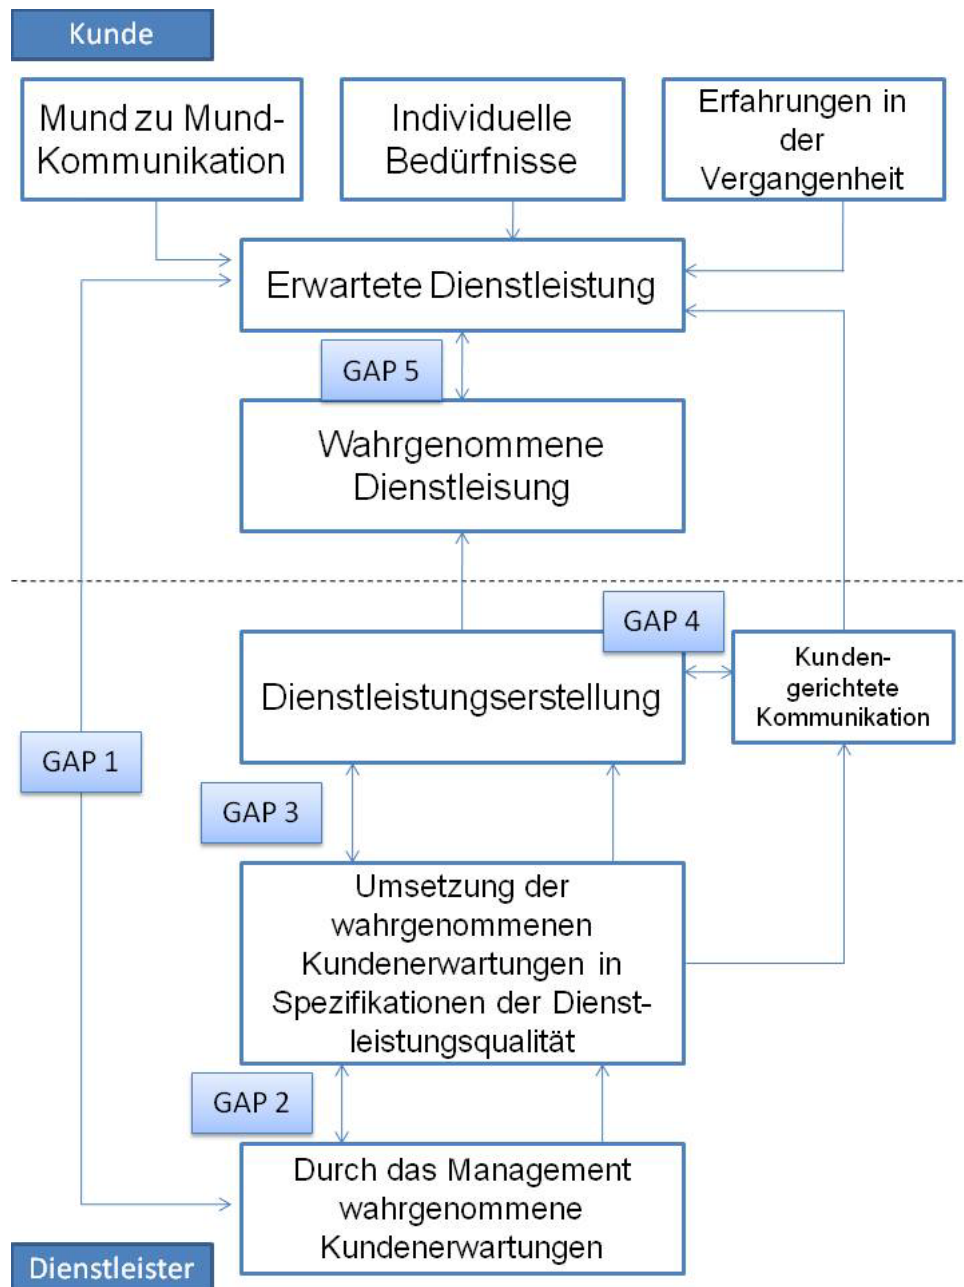 Kunde
Mund zu Mund-
Kommunikation
Individuelle
Bedürfnisse
Erfahrungen in
der
Vergangenheit
Erwartete Dienstleistung
GAP 5
Wahrgenommene
Dienstleisung
GAP 4
Dienstleistungserstellung
Kunden-
gerichtete
Kommunikation
GAP 1
GAP 3
Umsetzung der
wahrgenommenen
Kundenerwartungen in
Spezifikationen der Dienst-
leistungsqualität
GAP 2
Durch das Management
wahrgenommene
Kundenerwartungen
Dienstleister